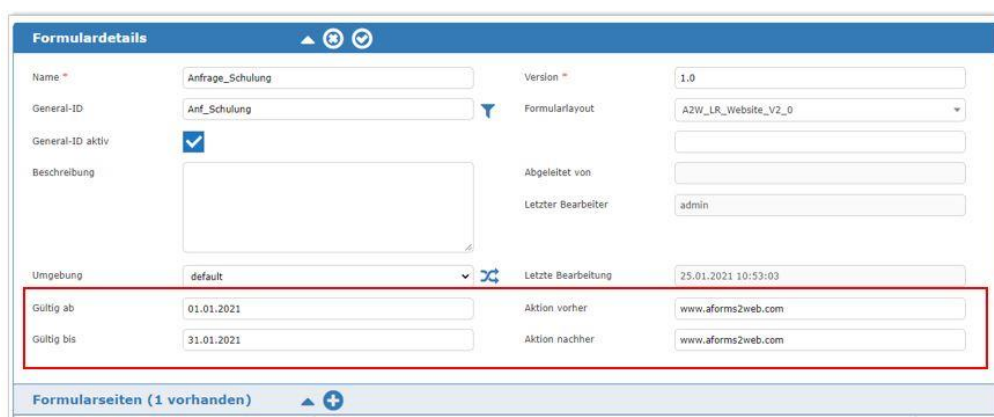 Formulardetails
Name * Anfrage_Schulung Version * 1.0
General-ID Anf_Schulung Formularlayout A2W_LR_Website_V2_0
General-ID aktiv
Beschreibung Abgeleitet von
Letzter Bearbeiter admin
Umgebung default Letzte Bearbeitung 25.01.2021 10:53:03
Gültig ab 01.01.2021 Aktion vorher www.aforms2web.com
Gültig bis 31.01.2021 Aktion nachher www.aforms2web.com
Formularseiten (1 vorhanden)